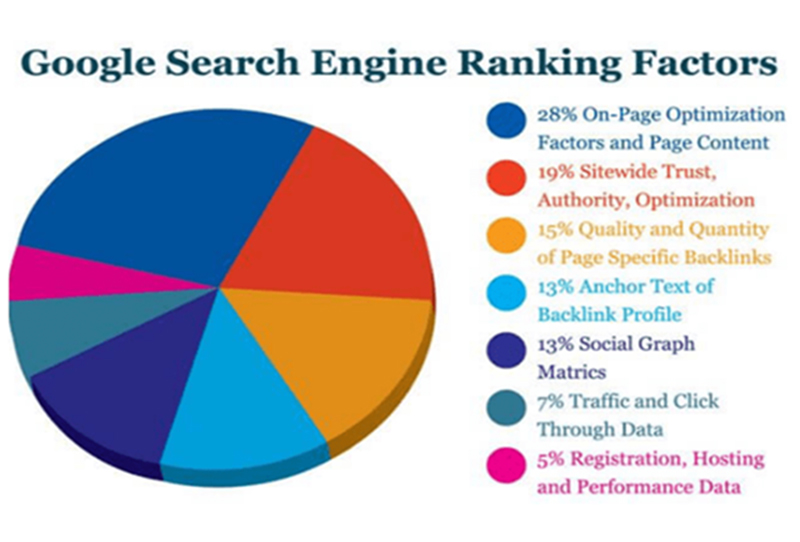 Google Search Engine Ranking Factors
28% On-Page Optimization
Factors and Page Content
19% Sitewide Trust,
Authority, Optimization
15% Quality and Quantity
of Page Specific Backlinks
13% Anchor Text of
Backlink Profile
13% Social Graph
Matrics
7% Traffic and Click
Through Data
5% Registration, Hosting
and Performance Data